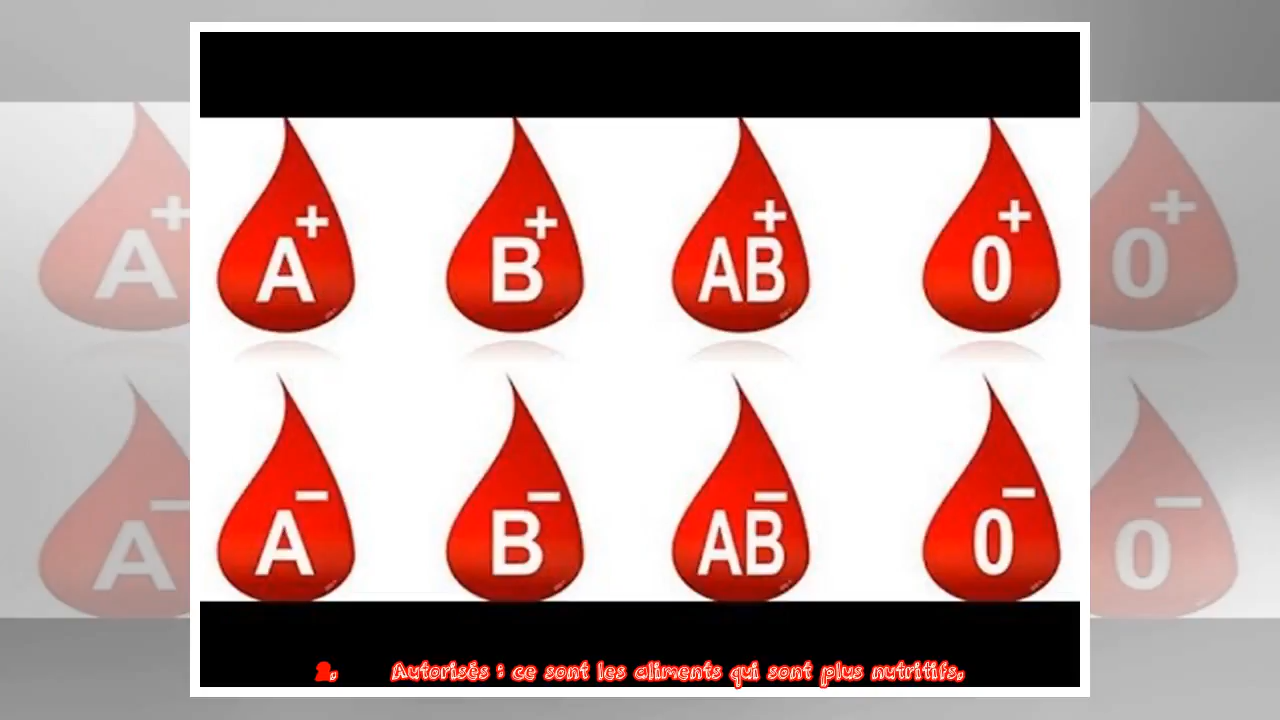 A+ B+ AB+ 0+
A- B- AB- 0-
2. Autorisés : ce sont les aliments qui sont plus nutritifs.